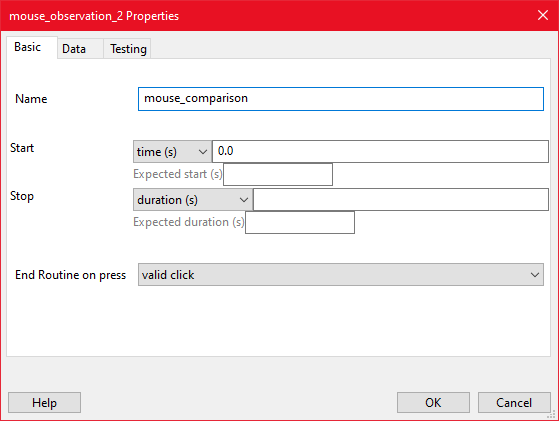 mouse_observation_2 Properties
Basic Data Testing
Name mouse_comparison
Start time (s) 0.0
Expected start (s)
Stop duration (s)
Expected duration (s)
End Routine on press valid click
Help OK Cancel